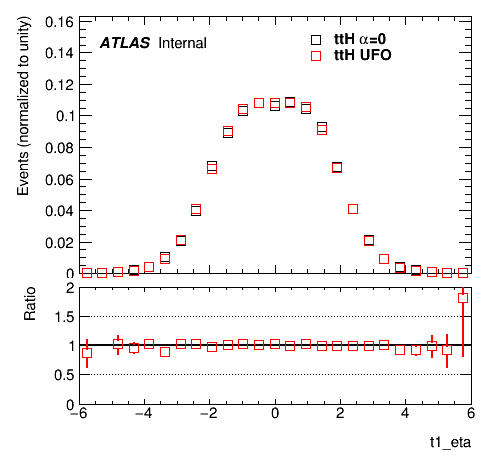 0.16
ATLAS Internal
ttH α=0
ttH UFO
0.14
0.12
0.1
0.08
0.06
0.04
0.02
0
Events (normalized to unity)
2
1.5
1
0.5
0
Ratio
−6 −4 −2 0 2 4 6
t1_eta